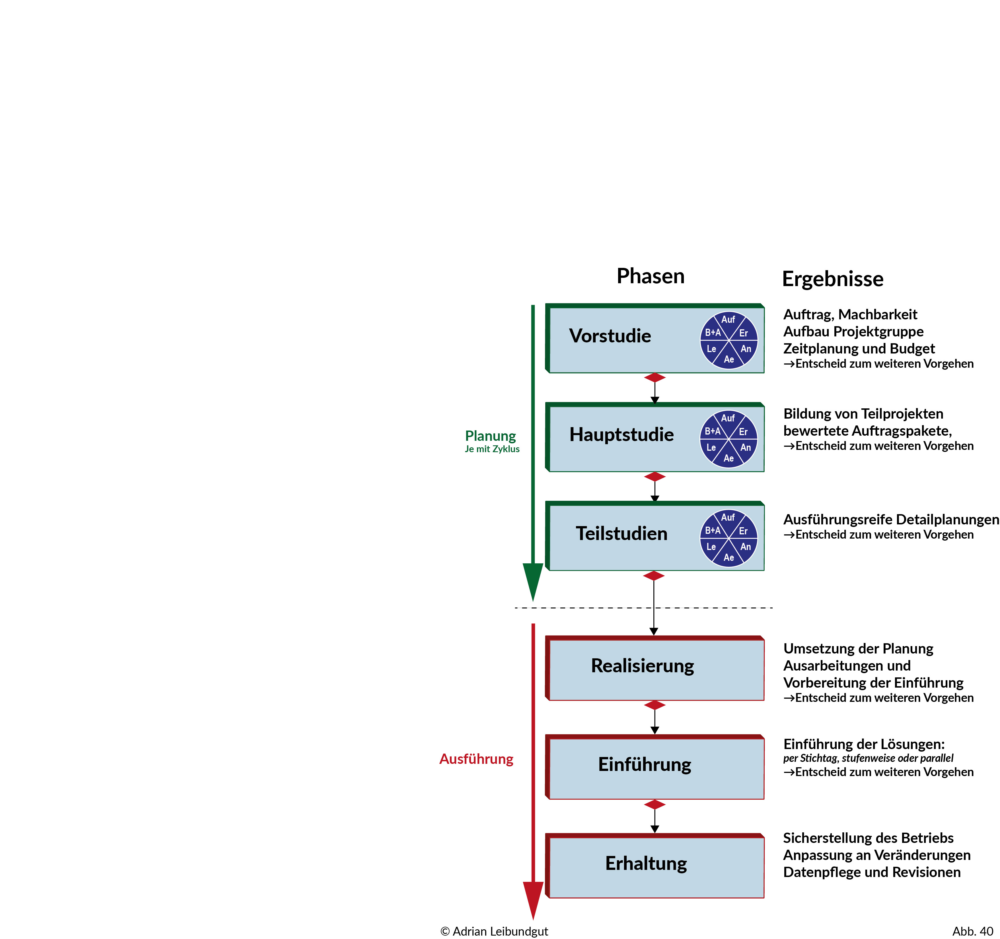 Phasen
Ergebnisse
Vorstudie
Auf
B+A
Er
Le
An
Ae
Auftrag, Machbarkeit
Aufbau Projektgruppe
Zeitplanung und Budget
→Entscheid zum weiteren Vorgehen
Planung
Je mit Zyklus
Hauptstudie
Auf
B+A
Er
Le
An
Ae
Bildung von Teilprojekten
bewertete Auftragspakete,
→Entscheid zum weiteren Vorgehen
Teilstudien
Auf
B+A
Er
Le
An
Ae
Ausführungsreife Detailplanungen
→Entscheid zum weiteren Vorgehen
Realisierung
Umsetzung der Planung
Ausarbeitungen und
Vorbereitung der Einführung
→Entscheid zum weiteren Vorgehen
Ausführung
Einführung
Einführung der Lösungen:
per Stichtag, stufenweise oder parallel
→Entscheid zum weiteren Vorgehen
Erhaltung
Sicherstellung des Betriebs
Anpassung an Veränderungen
Datenpflege und Revisionen
© Adrian Leibundgut
Abb. 40